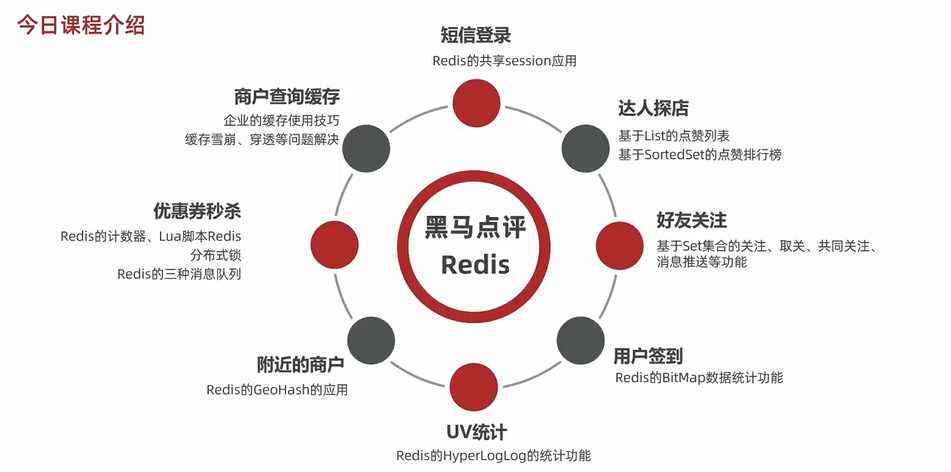 今日课程介绍
短信登录
Redis的共享session应用
商户查询缓存
企业的缓存使用技巧
缓存雪崩、穿透等问题解决
达人探店
基于List的点赞列表
基于SortedSet的点赞排行榜
优惠券秒杀
Redis的计数器、Lua脚本Redis
分布式锁
Redis的三种消息队列
黑马点评
Redis
好友关注
基于Set集合的关注、取关、共同关注、
消息推送等功能
附近的商户
Redis的GeoHash的应用
用户签到
Redis的BitMap数据统计功能
UV统计
Redis的HyperLogLog的统计功能